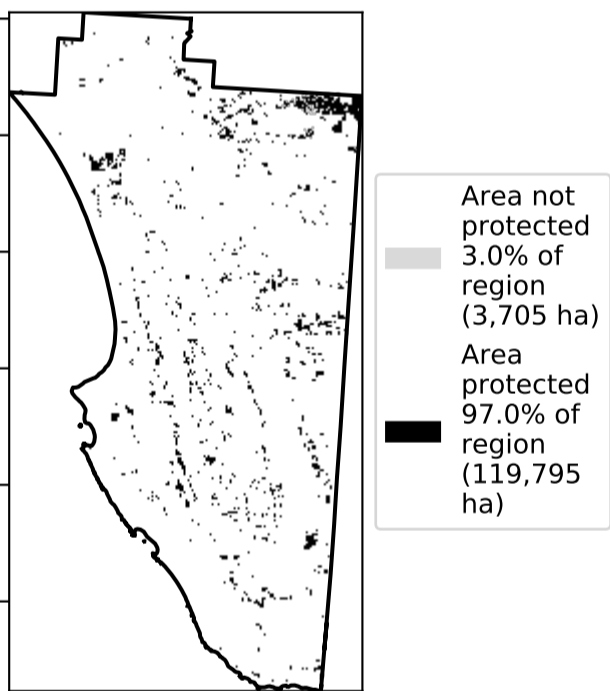 Area not
protected
3.0% of
region
(3,705 ha)
Area
protected
97.0% of
region
(119,795
ha)